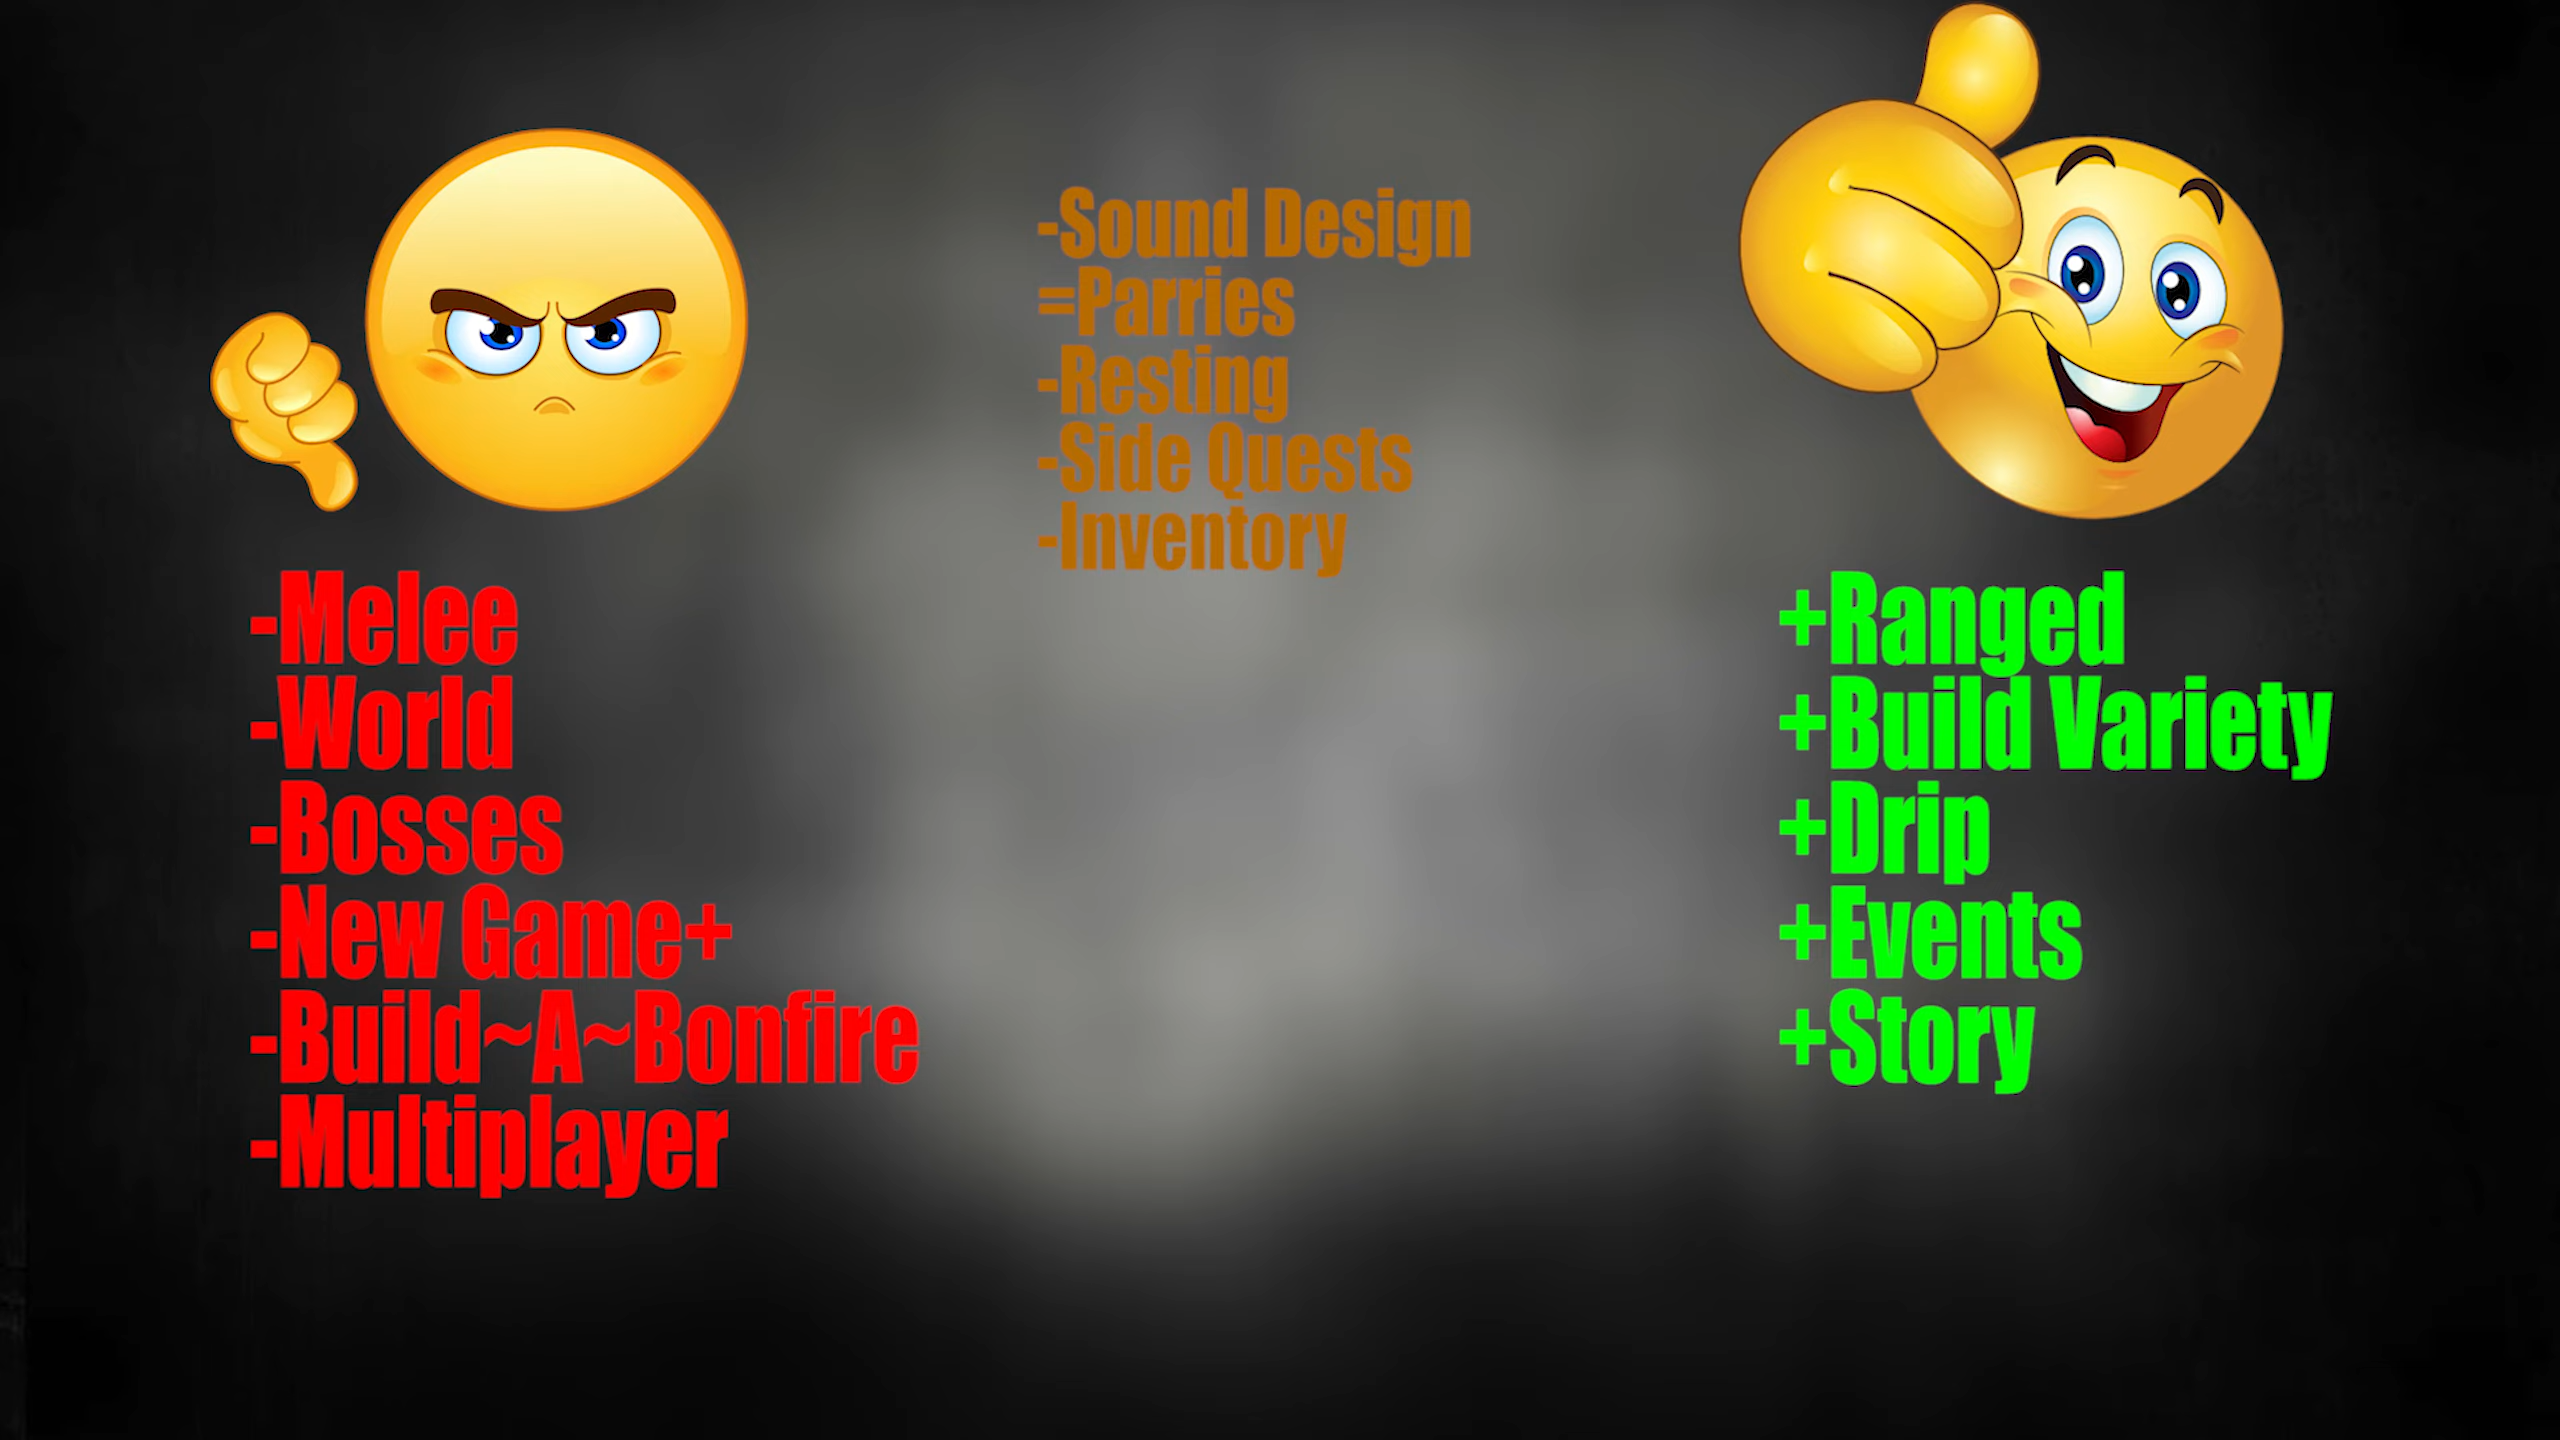 -Melee
-World
-Bosses
-New Game+
-Build~A~Bonfire
-Multiplayer
-Sound Design
=Parries
-Resting
-Side Quests
-Inventory
+Ranged
+Build Variety
+Drip
+Events
+Story